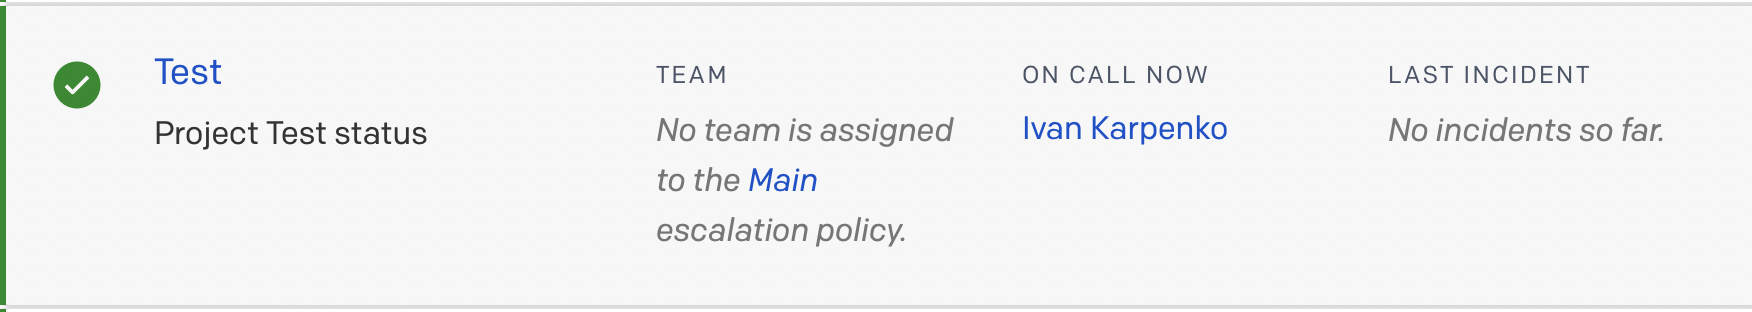 Test
Project Test status
TEAM
No team is assigned
to the Main
escalation policy.
ON CALL NOW
Ivan Karpenko
LAST INCIDENT
No incidents so far.